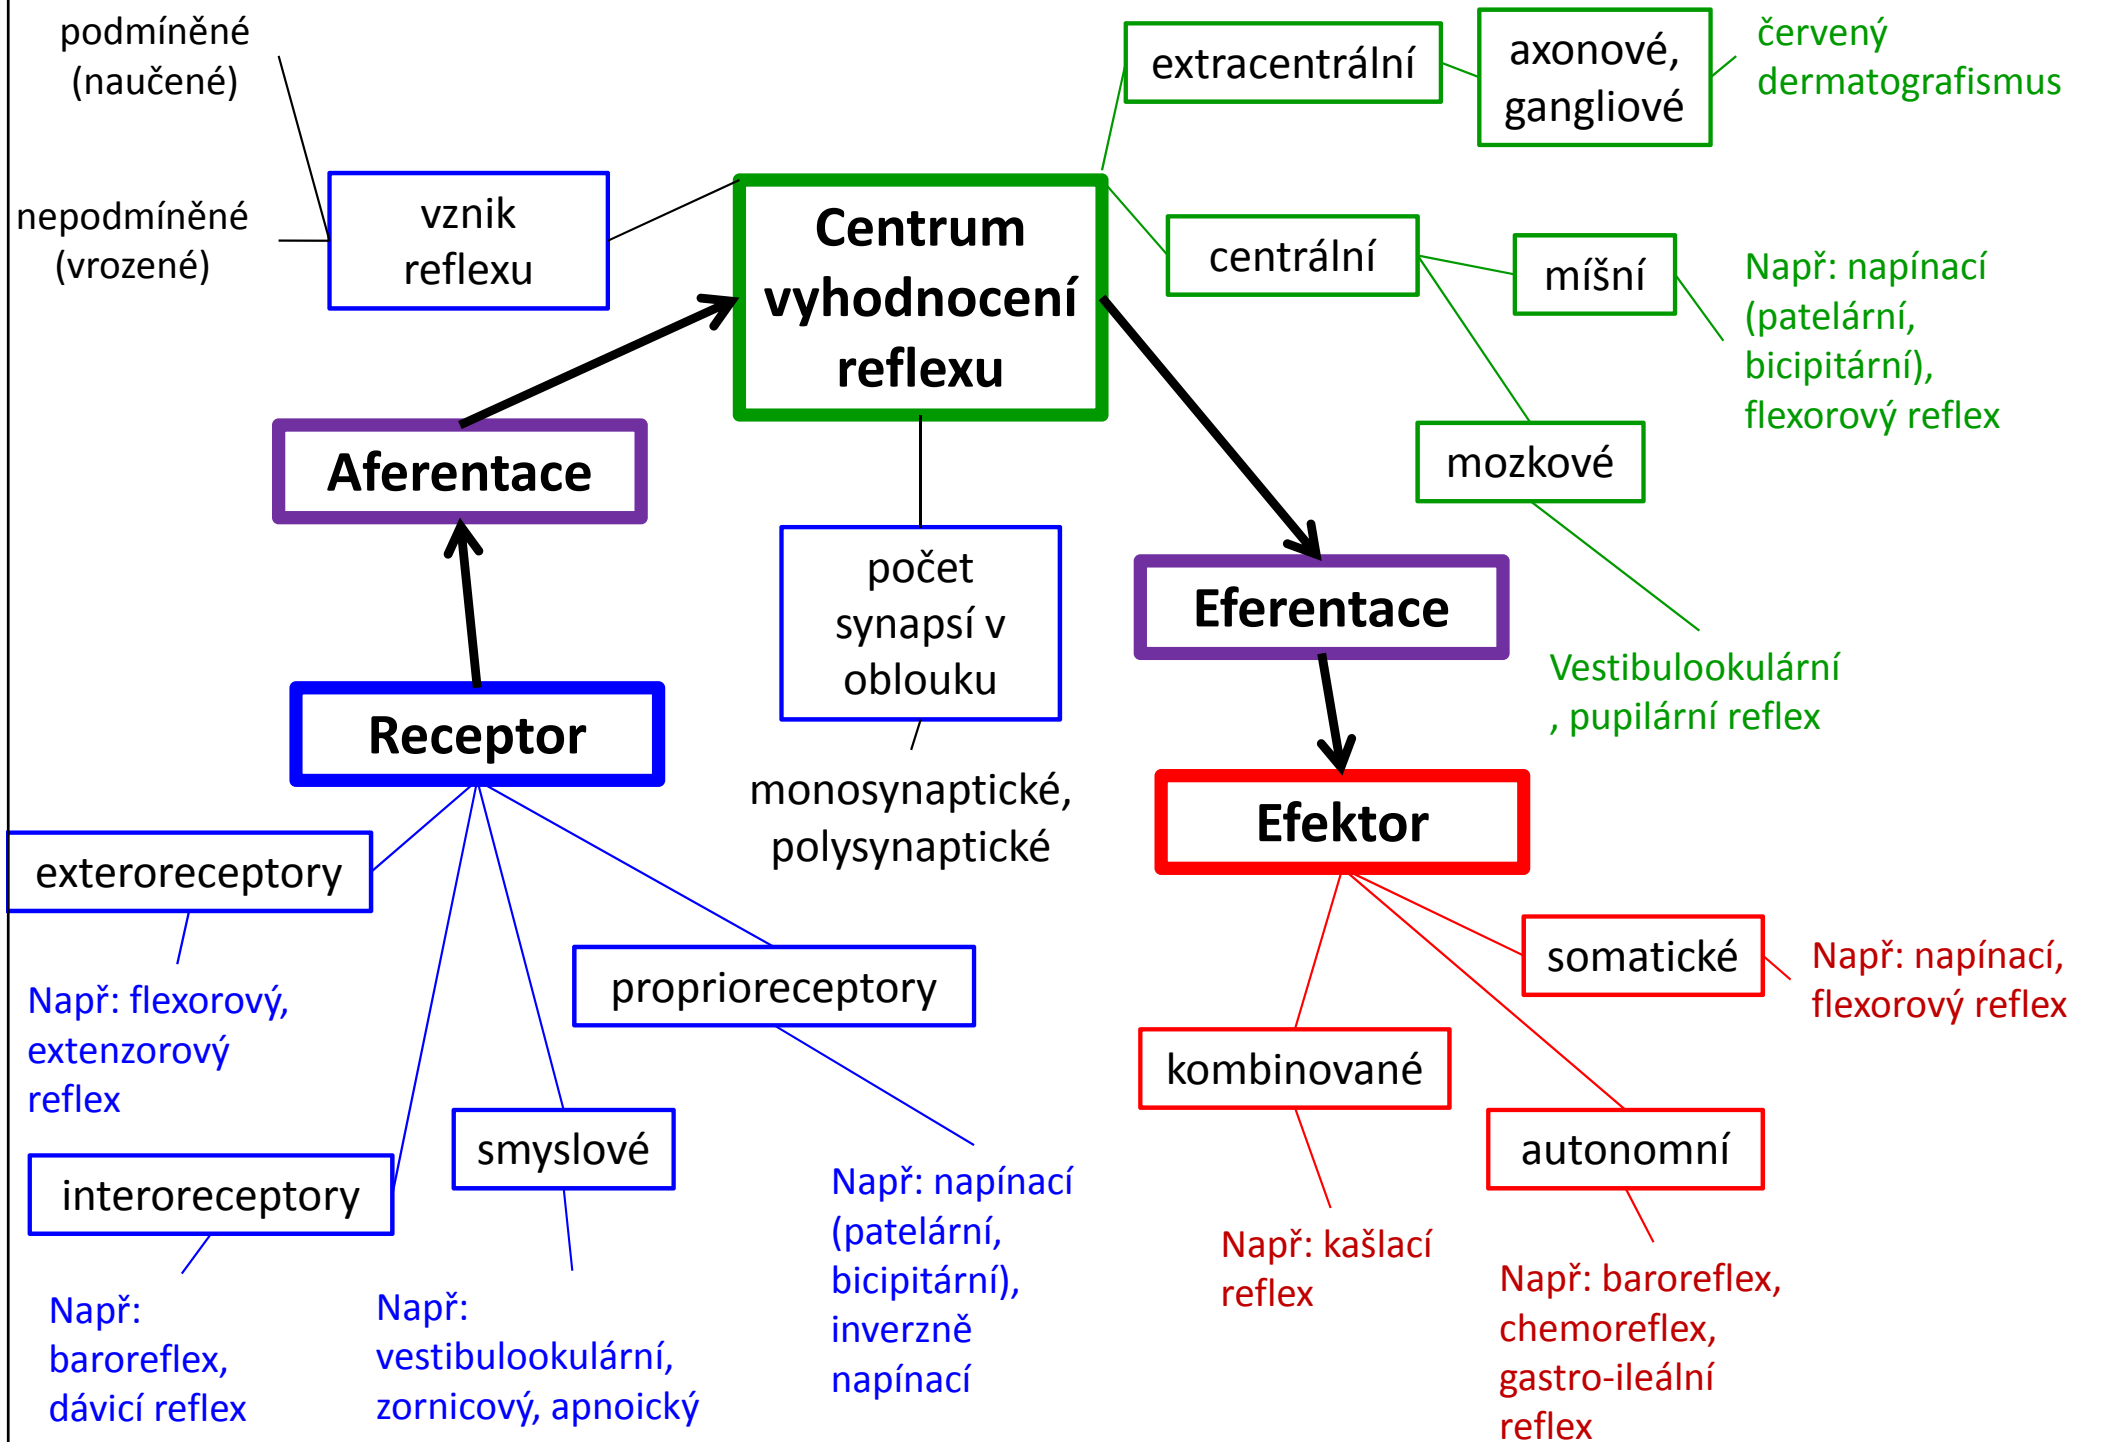 podmíněné
(naučené)
nepodmíněné
(vrozené)
vznik
reflexu
Centrum
vyhodnocení
reflexu
extracentrální
axonové,
gangliové
červený
dermatografismus
centrální
míšní
Např: napínací
(patelární,
bicipitární),
flexorový reflex
mozkové
Vestibulookulární
, pupilární reflex
Aferentace
počet
synapsí v
oblouku
monosynaptické,
polysynaptické
Eferentace
Receptor
Efektor
exteroreceptory
Např: flexorový,
extenzorový
reflex
interoreceptory
Např:
baroreflex,
dávicí reflex
smyslové
Např:
vestibulookulární,
zornicový, apnoický
proprioreceptory
Např: napínací
(patelární,
bicipitární),
inverzně
napínací
somatické
Např: napínací,
flexorový reflex
kombinované
Např: kašlací
reflex
autonomní
Např: baroreflex,
chemoreflex,
gastro-ileální
reflex